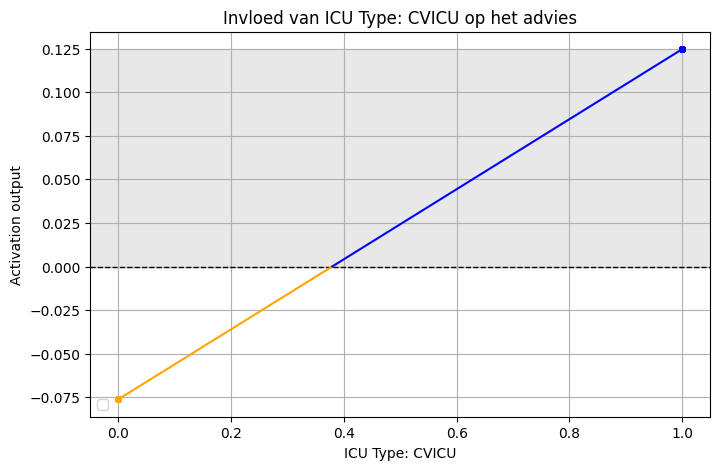 Invloed van ICU Type: CVICU op het advies
Activation output
0.125
0.100
0.075
0.050
0.025
0.000
−0.025
−0.050
−0.075
0.0 0.2 0.4 0.6 0.8 1.0
ICU Type: CVICU